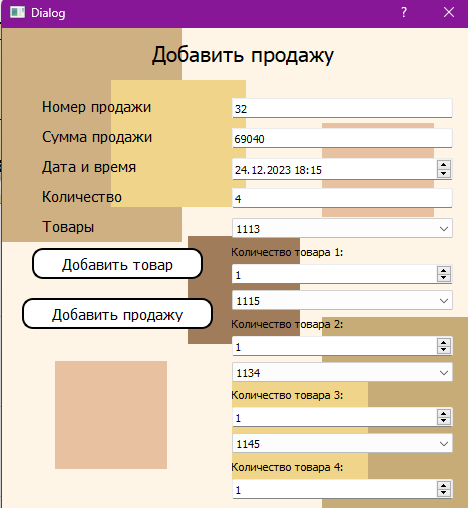 Dialog
Добавить продажу
Номер продажи 32
Сумма продажи 69040
Дата и время 24.12.2023 18:15
Количество 4
Товары 1113
Количество товара 1:
Добавить товар
1
1115
Добавить продажу
Количество товара 2:
1
1134
Количество товара 3:
1
1145
Количество товара 4:
1